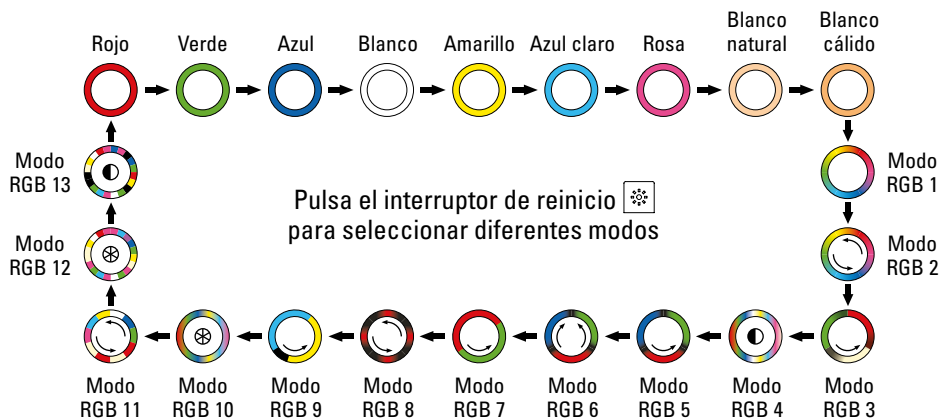 Rojo
Verde
Azul
Blanco
Amarillo
Azul claro
Rosa
Blanco
natural
Blanco
cálido
Modo
RGB 13
Modo
RGB 1
Pulsa el interruptor de reinicio
para seleccionar diferentes modos
Modo
RGB 12
Modo
RGB 2
Modo
RGB 11
Modo
RGB 10
Modo
RGB 9
Modo
RGB 8
Modo
RGB 7
Modo
RGB 6
Modo
RGB 5
Modo
RGB 4
Modo
RGB 3